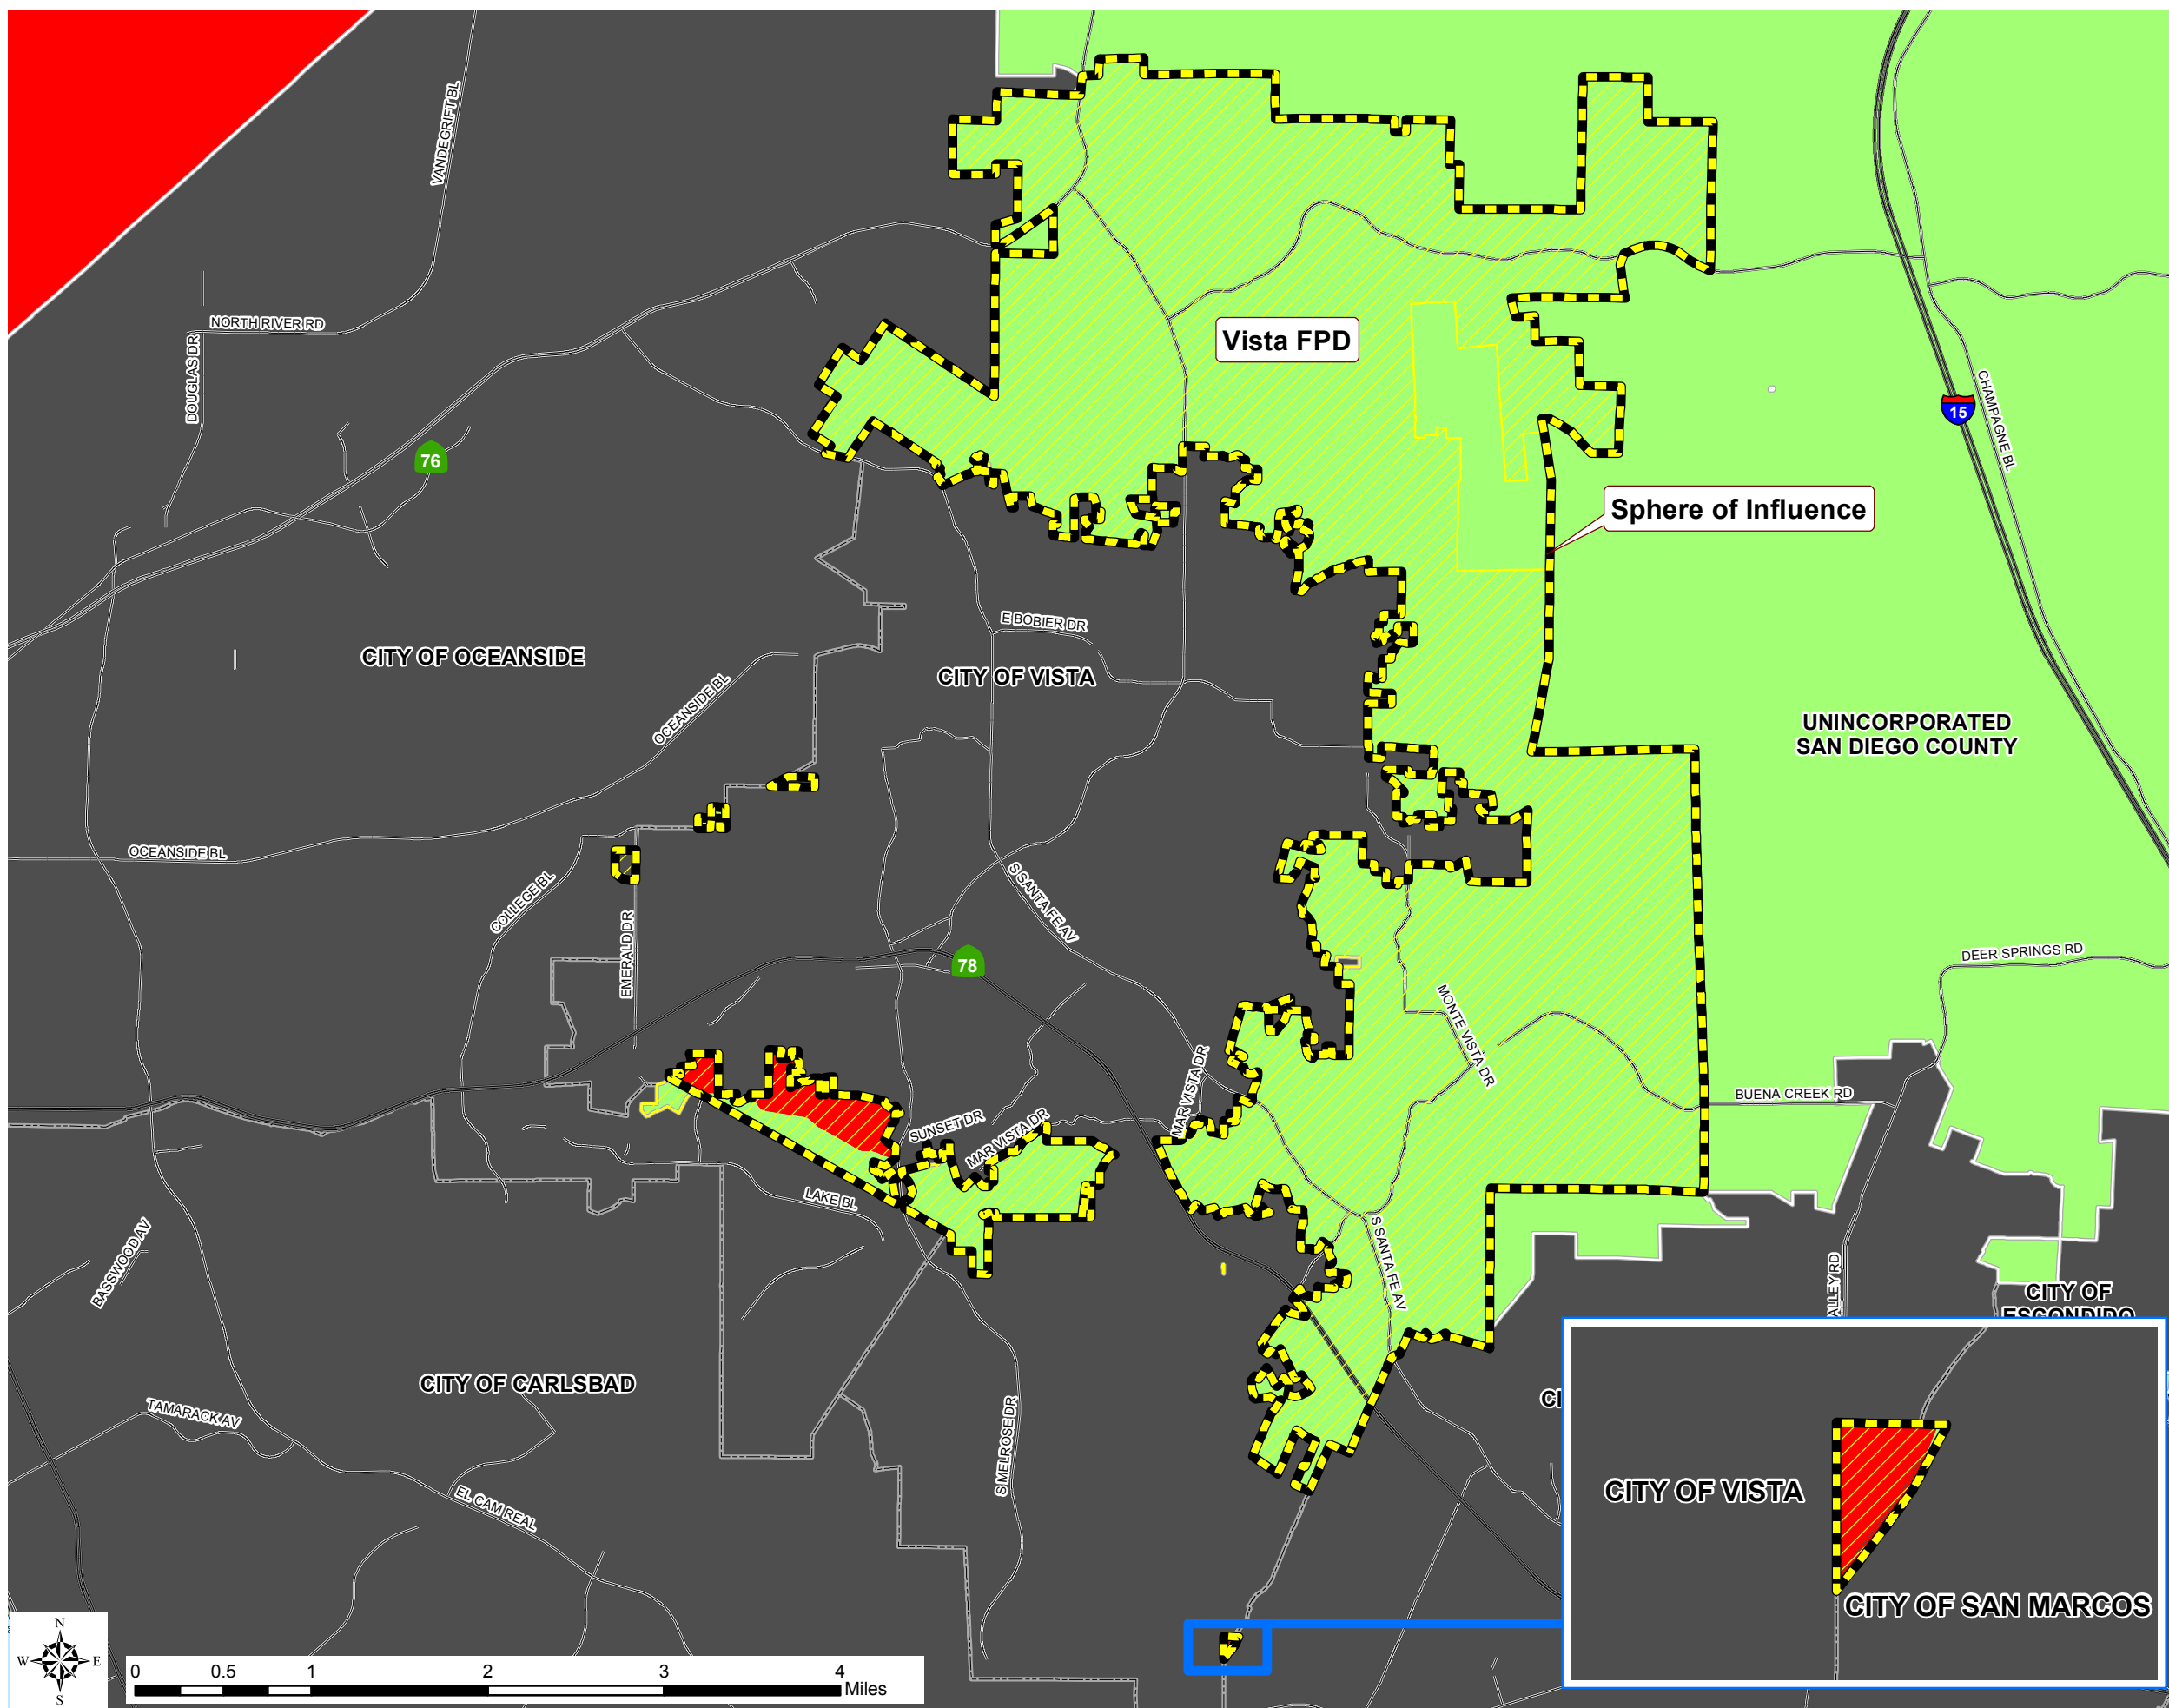 VANDEGRIFT BL
NORTH RIVER RD
DOUGLAS DR
76
Vista FPD
15
CHAMPAGNE BL
Sphere of Influence
E BOBIER DR
CITY OF OCEANSIDE
CITY OF VISTA
OCEANSIDE BL
UNINCORPORATED
SAN DIEGO COUNTY
OCEANSIDE BL
COLLEGE BL
EMERALD DR
S SANTA FE AV
78
DEER SPRINGS RD
MONTE VISTA DR
MAR VISTA DR
BUENA CREEK RD
SUNSET DR
MAR VISTA DR
LAKE BL
BASSWOOD AV
S SANTA FE AV
ALLEY RD
CITY OF
ESCONDIDO
CITY OF CARLSBAD
TAMARACK AV
S MELROSE DR
EL CAM REAL
CITY OF VISTA
CITY OF SAN MARCOS
N
W E
S
0 0.5 1 2 3 4
Miles